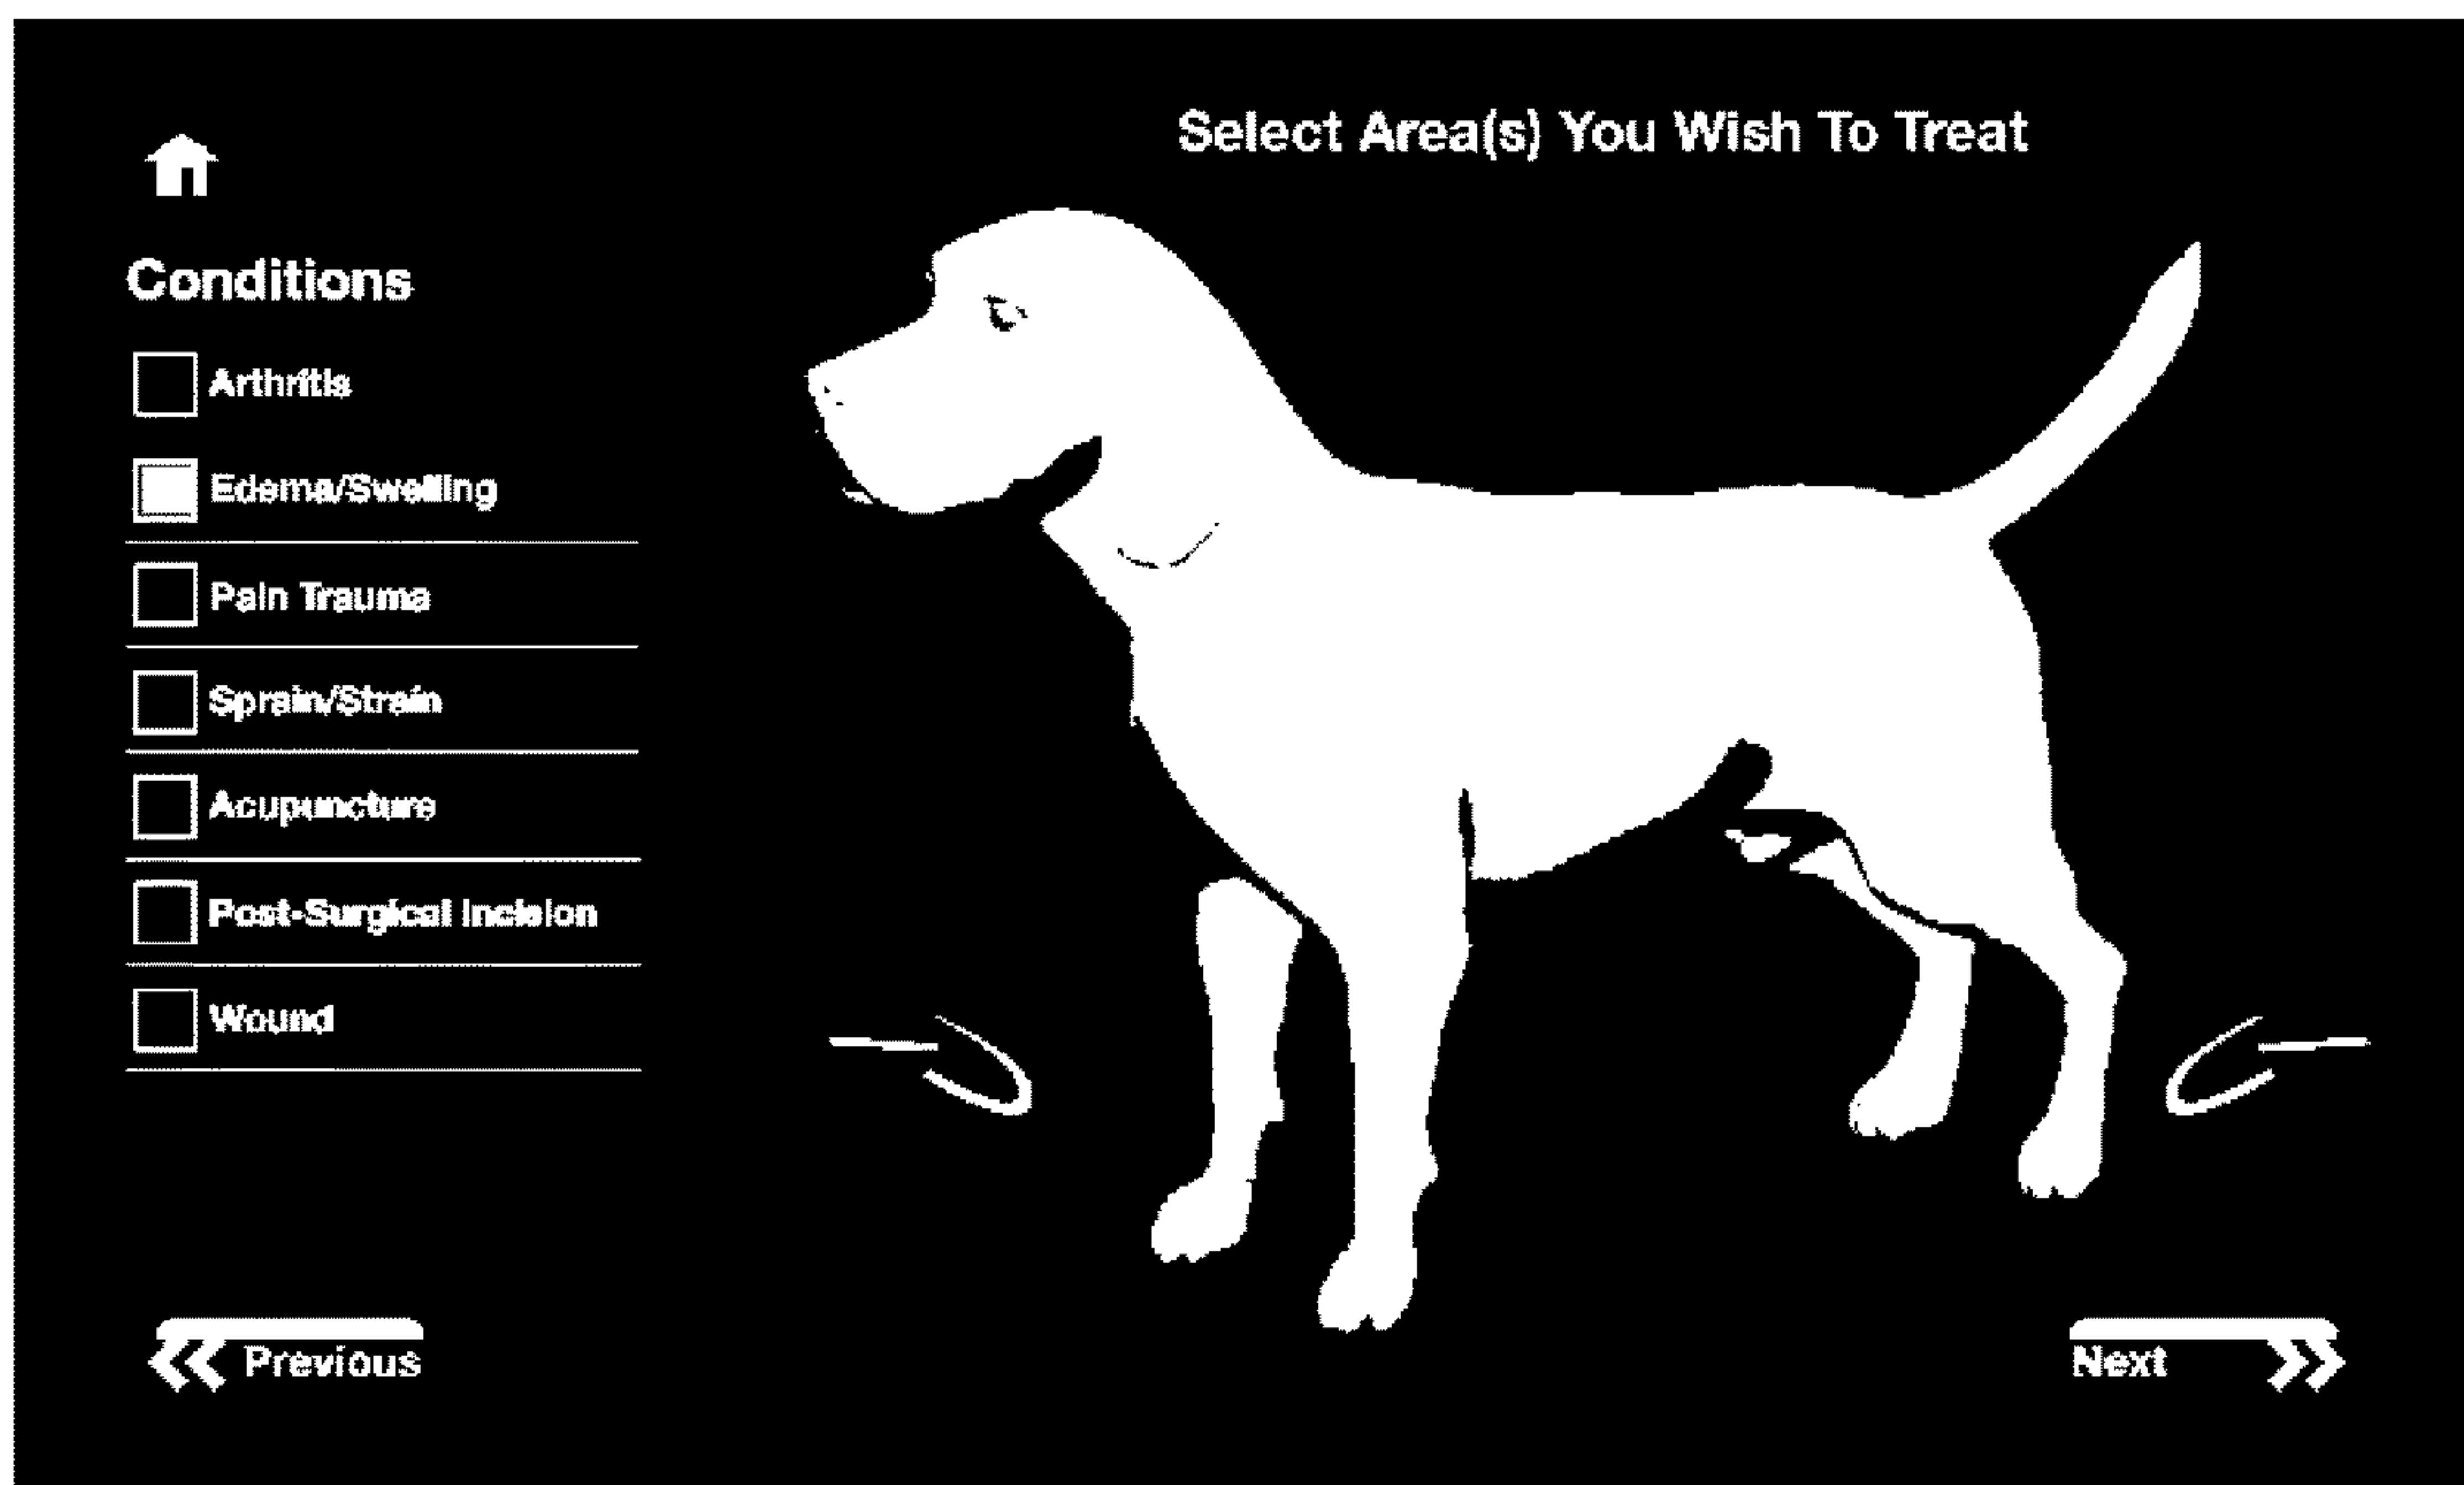 Select Area(s) You Wish To Treat
Conditions
Arthritis
Edema/Swelling
Pain Trauma
Sprain/Strain
Acupuncture
Post-Surgical Incision
Wound
Previous
Next